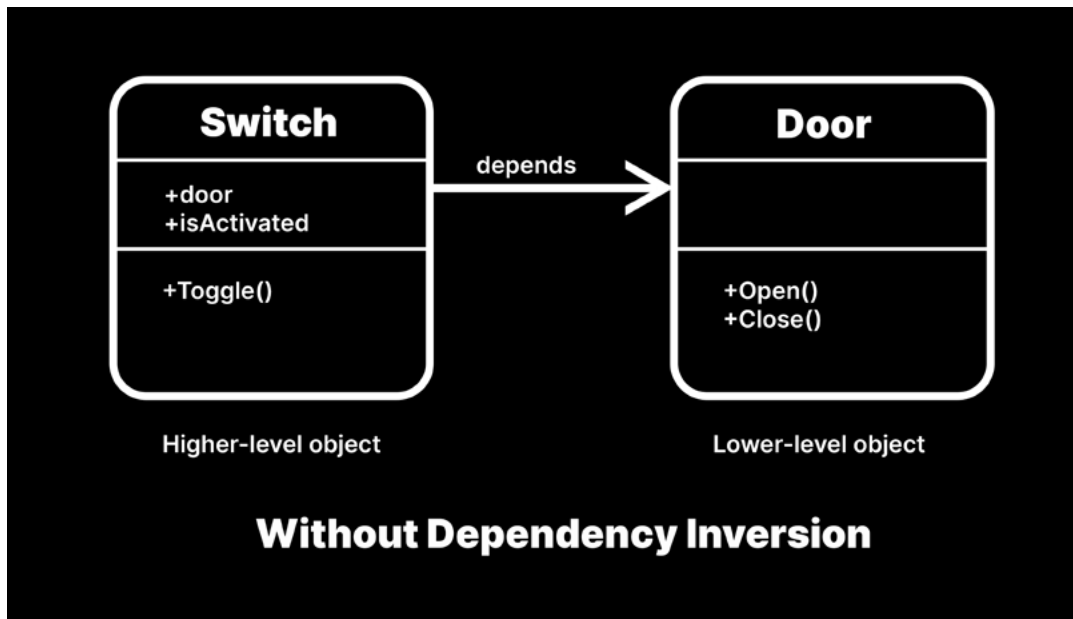 Switch
+door
+isActivated
+Toggle()
depends
Door
+Open()
+Close()
Higher-level object
Lower-level object
Without Dependency Inversion